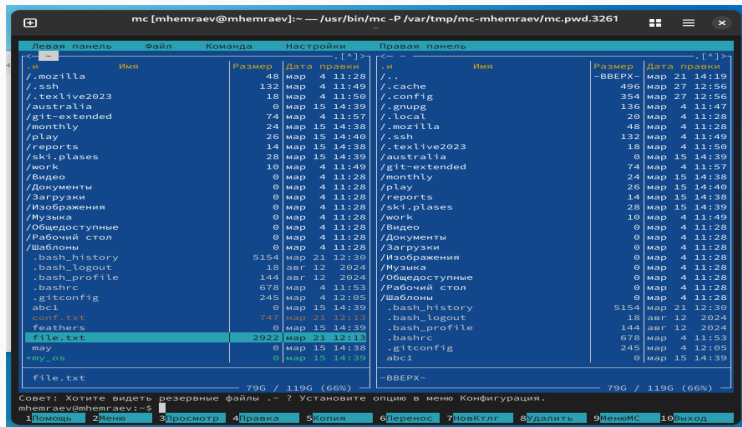 mc [mhemraev@mhemraev]:~ — /usr/bin/mc -P /var/tmp/mc-mhemraev/mc.pwd.3261
Левая панель Файл Команда Настройки Правая панель
<— ~ .[^]> <— ~ .[^]>
.и Имя Размер Дата правки .и Имя Размер Дата правки
/.mozilla 48 мар 4 11:28 /.. -ВВЕРХ- мар 21 14:19
/.ssh 132 мар 4 11:49 /.cache 496 мар 27 12:56
/.texlive2023 18 мар 4 11:50 /.config 354 мар 27 12:56
/australia 0 мар 15 14:39 /.gnupg 136 мар 4 11:47
/git-extended 74 мар 4 11:57 /.local 20 мар 4 11:28
/monthly 24 мар 15 14:38 /.mozilla 48 мар 4 11:28
/play 26 мар 15 14:40 /.ssh 132 мар 4 11:49
/reports 14 мар 15 14:38 /.texlive2023 18 мар 4 11:50
/ski.plases 28 мар 15 14:39 /australia 0 мар 15 14:39
/work 10 мар 4 11:49 /git-extended 74 мар 4 11:57
/Видео 0 мар 4 11:28 /monthly 24 мар 15 14:38
/Документы 0 мар 4 11:28 /play 26 мар 15 14:40
/Загрузки 0 мар 4 11:28 /reports 14 мар 15 14:38
/Изображения 0 мар 4 11:28 /ski.plases 28 мар 15 14:39
/Музыка 0 мар 4 11:28 /work 10 мар 4 11:49
/Общедоступные 0 мар 4 11:28 /Видео 0 мар 4 11:28
/Рабочий стол 0 мар 4 11:28 /Документы 0 мар 4 11:28
/Шаблоны 0 мар 4 11:28 /Загрузки 0 мар 4 11:28
.bash_history 5154 мар 21 12:30 /Изображения 0 мар 4 11:28
.bash_logout 18 авг 12 2024 /Музыка 0 мар 4 11:28
.bash_profile 144 авг 12 2024 /Общедоступные 0 мар 4 11:28
.bashrc 678 мар 4 11:53 /Рабочий стол 0 мар 4 11:28
.gitconfig 245 мар 4 12:05 /Шаблоны 0 мар 4 11:28
abc1 0 мар 15 14:39 .bash_history 5154 мар 21 12:30
conf.txt 747 мар 21 12:13 .bash_logout 18 авг 12 2024
feathers 0 мар 15 14:39 .bash_profile 144 авг 12 2024
file.txt 2922 мар 21 12:13 .bashrc 678 мар 4 11:53
may 0 мар 15 14:38 .gitconfig 245 мар 4 12:05
*my_os 0 мар 15 14:39 abc1 0 мар 15 14:39
file.txt -ВВЕРХ-
79G / 119G (66%) 79G / 119G (66%)
Совет: Хотите видеть резервные файлы .~ ? Установите опцию в меню Конфигурация.
mhemraev@mhemraev:~$
1Помощь 2Меню 3Просмотр 4Правка 5Копия 6Перенос 7НовКтлг 8Удалить 9МенюMC 10Выход